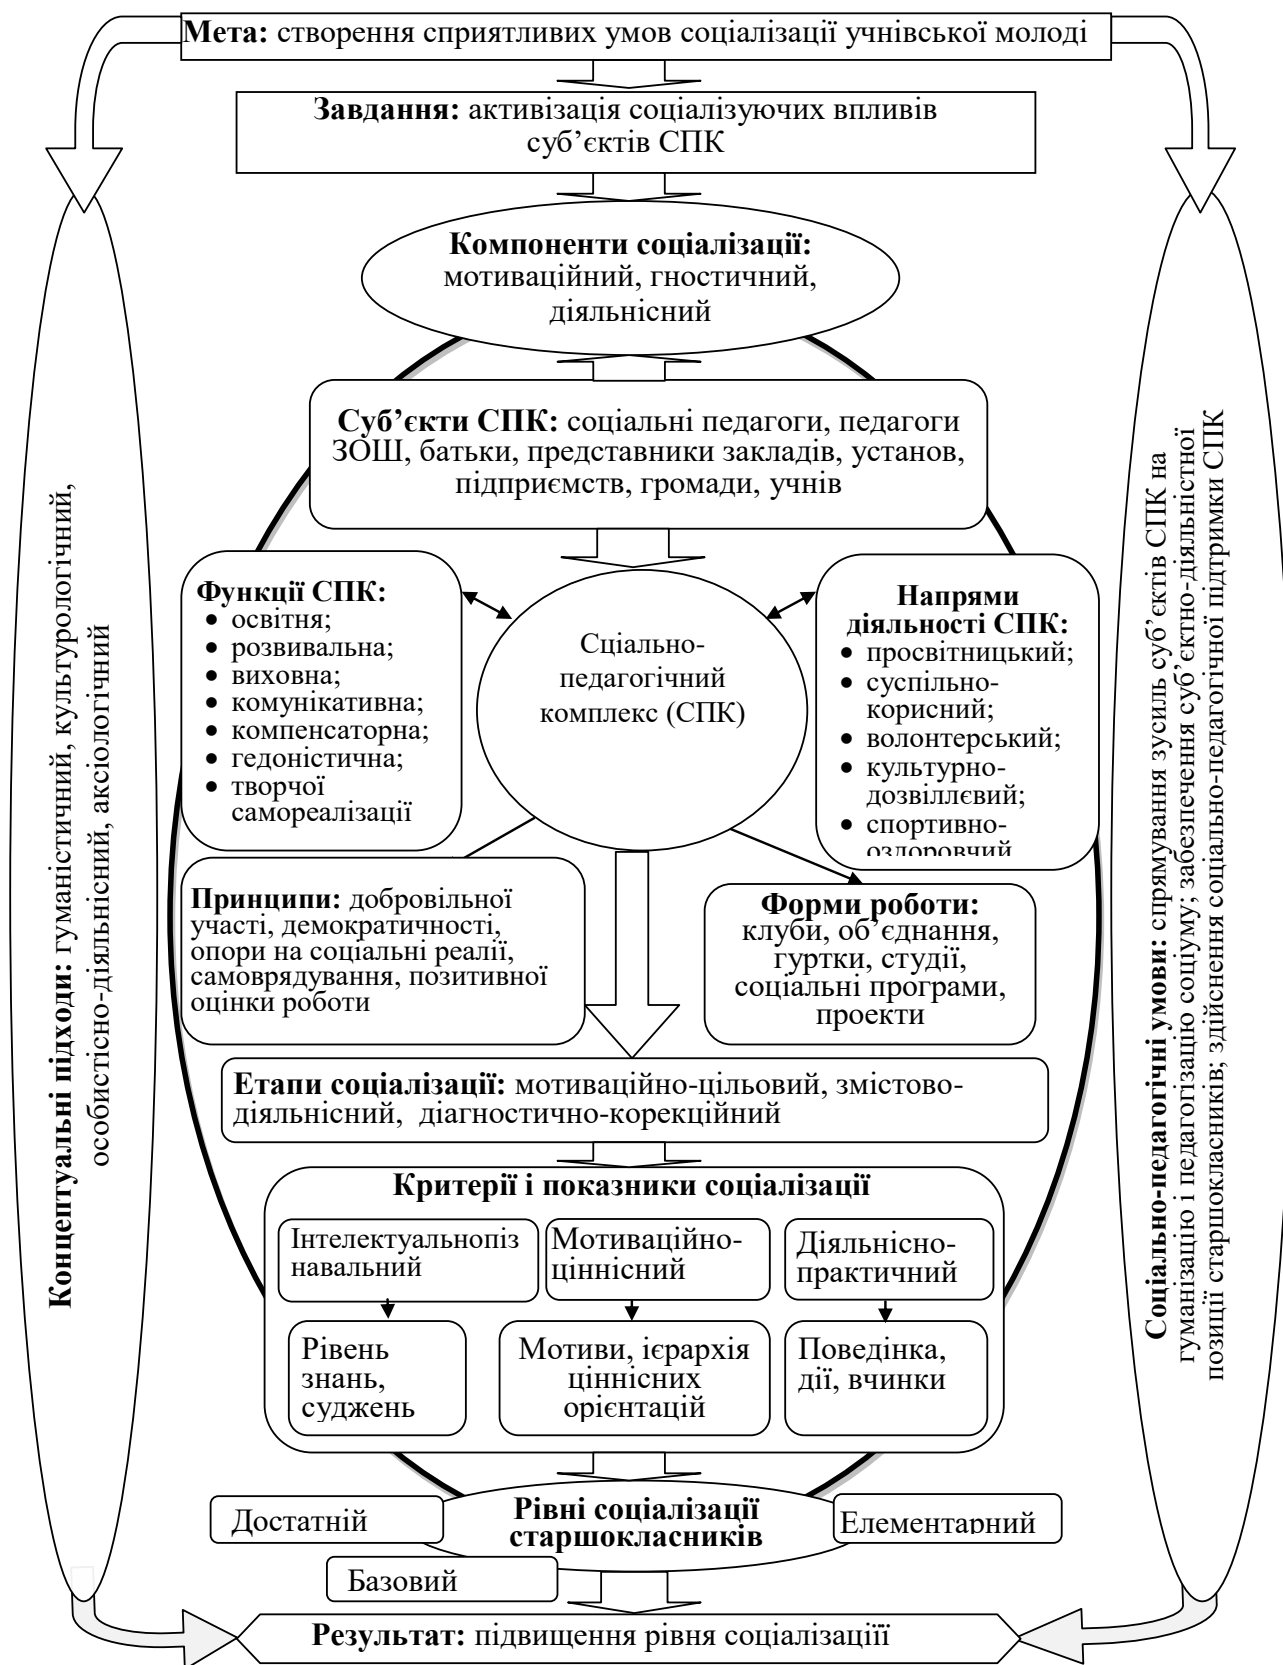 Мета: створення сприятливих умов соціалізації учнівської молоді
Завдання: активізація соціалізуючих впливів
суб’єктів СПК
Компоненти соціалізації:
мотиваційний, гностичний,
діяльнісний
Суб’єкти СПК: соціальні педагоги, педагоги
ЗОШ, батьки, представники закладів, установ,
підприємств, громади, учнів
Функції СПК:
• освітня;
• розвивальна;
• виховна;
• комунікативна;
• компенсаторна;
• гедоністична;
• творчої
самореалізації
Сціально-
педагогічний
комплекс (СПК)
Напрями
діяльності СПК:
• просвітницький;
• суспільно-
корисний;
• волонтерський;
• культурно-
дозвіллєвий;
• спортивно-
оздоровчий
Принципи: добровільної
участі, демократичності,
опори на соціальні реалії,
самоврядування, позитивної
оцінки роботи
Форми роботи:
клуби, об’єднання,
гуртки, студії,
соціальні програми,
проекти
Етапи соціалізації: мотиваційно-цільовий, змістово-
діяльнісний, діагностично-корекційний
Критерії і показники соціалізації
Інтелектуальнопіз
навальний
Мотиваційно-
ціннісний
Діяльнісно-
практичний
Рівень
знань,
суджень
Мотиви, ієрархія
ціннісних
орієнтацій
Поведінка,
дії, вчинки
Рівні соціалізації
старшокласників
Достатній
Елементарний
Базовий
Результат: підвищення рівня соціалізаціїї
Концептуальні підходи: гуманістичний, культурологічний,
особистісно-діяльнісний, аксіологічний
Соціально-педагогічні умови: спрямування зусиль суб’єктів СПК на
гуманізацію і педагогізацію соціуму; забезпечення суб’єктно-діяльністної
позиції старшокласників; здійснення соціально-педагогічної підтримки СПК